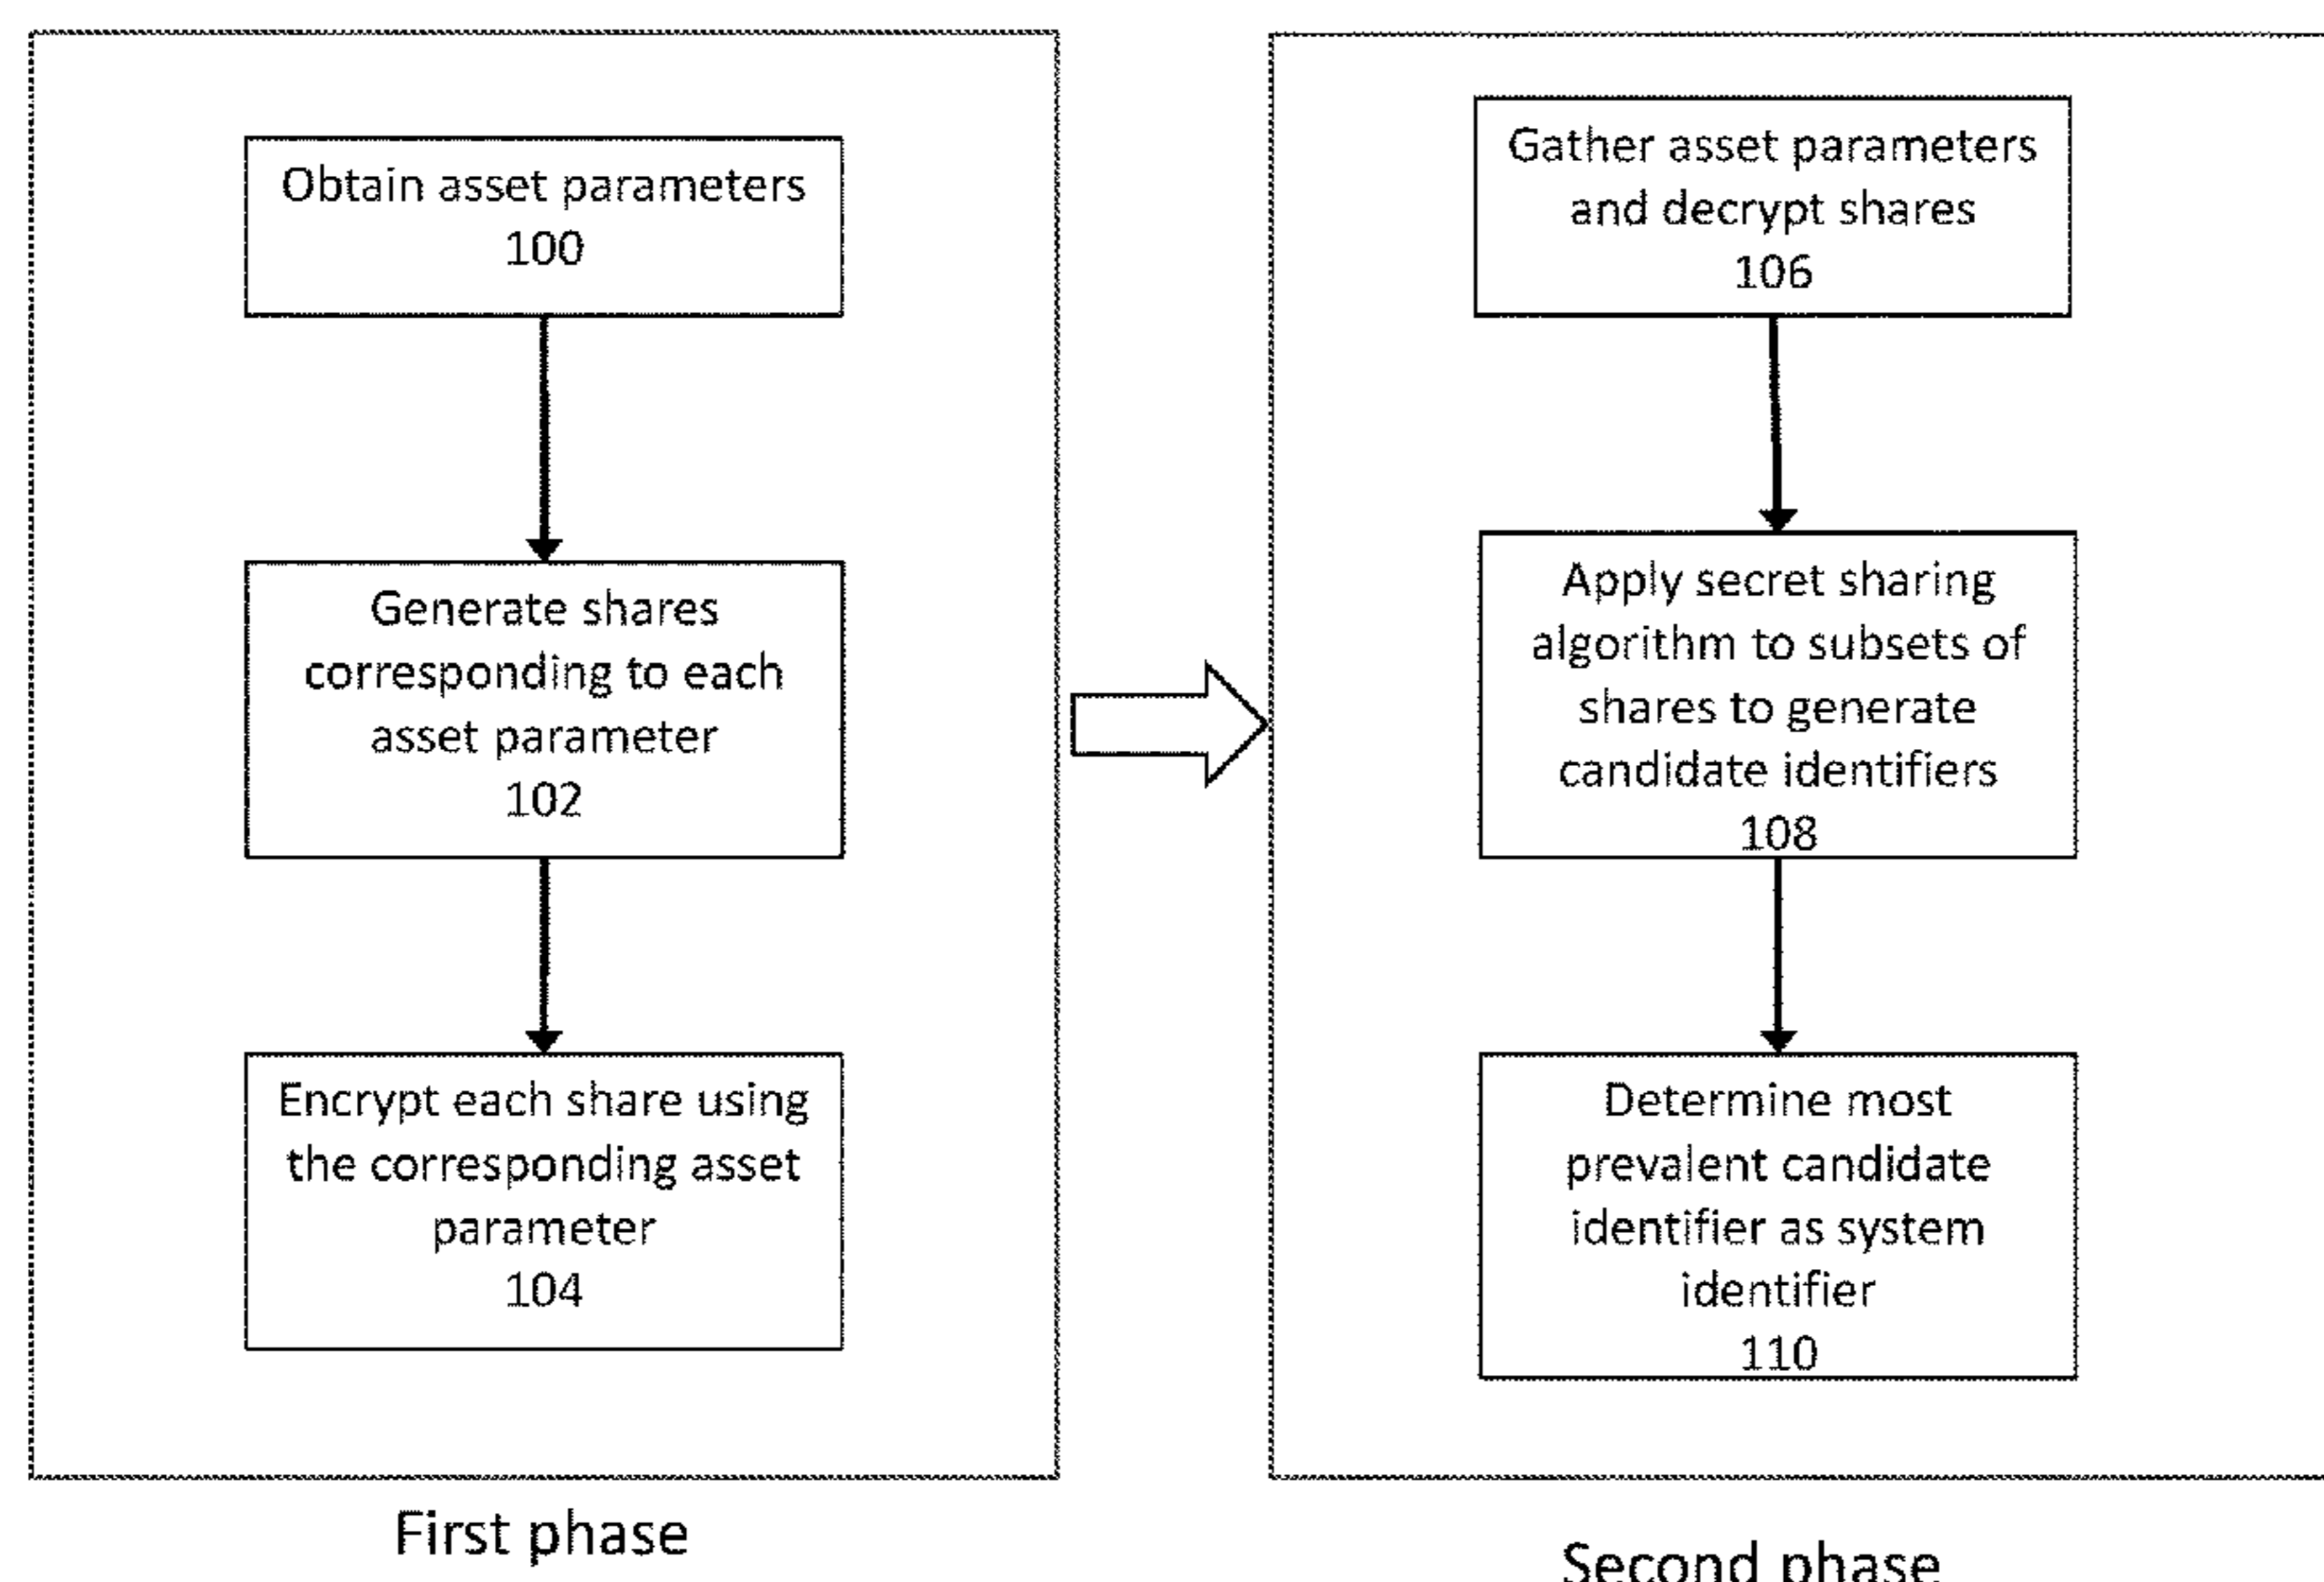 Obtain asset parameters
100
Generate shares
corresponding to each
asset parameter
102
Encrypt each share using
the corresponding asset
parameter
104
First phase
Gather asset parameters
and decrypt shares
106
Apply secret sharing
algorithm to subsets of
shares to generate
candidate identifiers
108
Determine most
prevalent candidate
identifier as system
identifier
110
Second phase